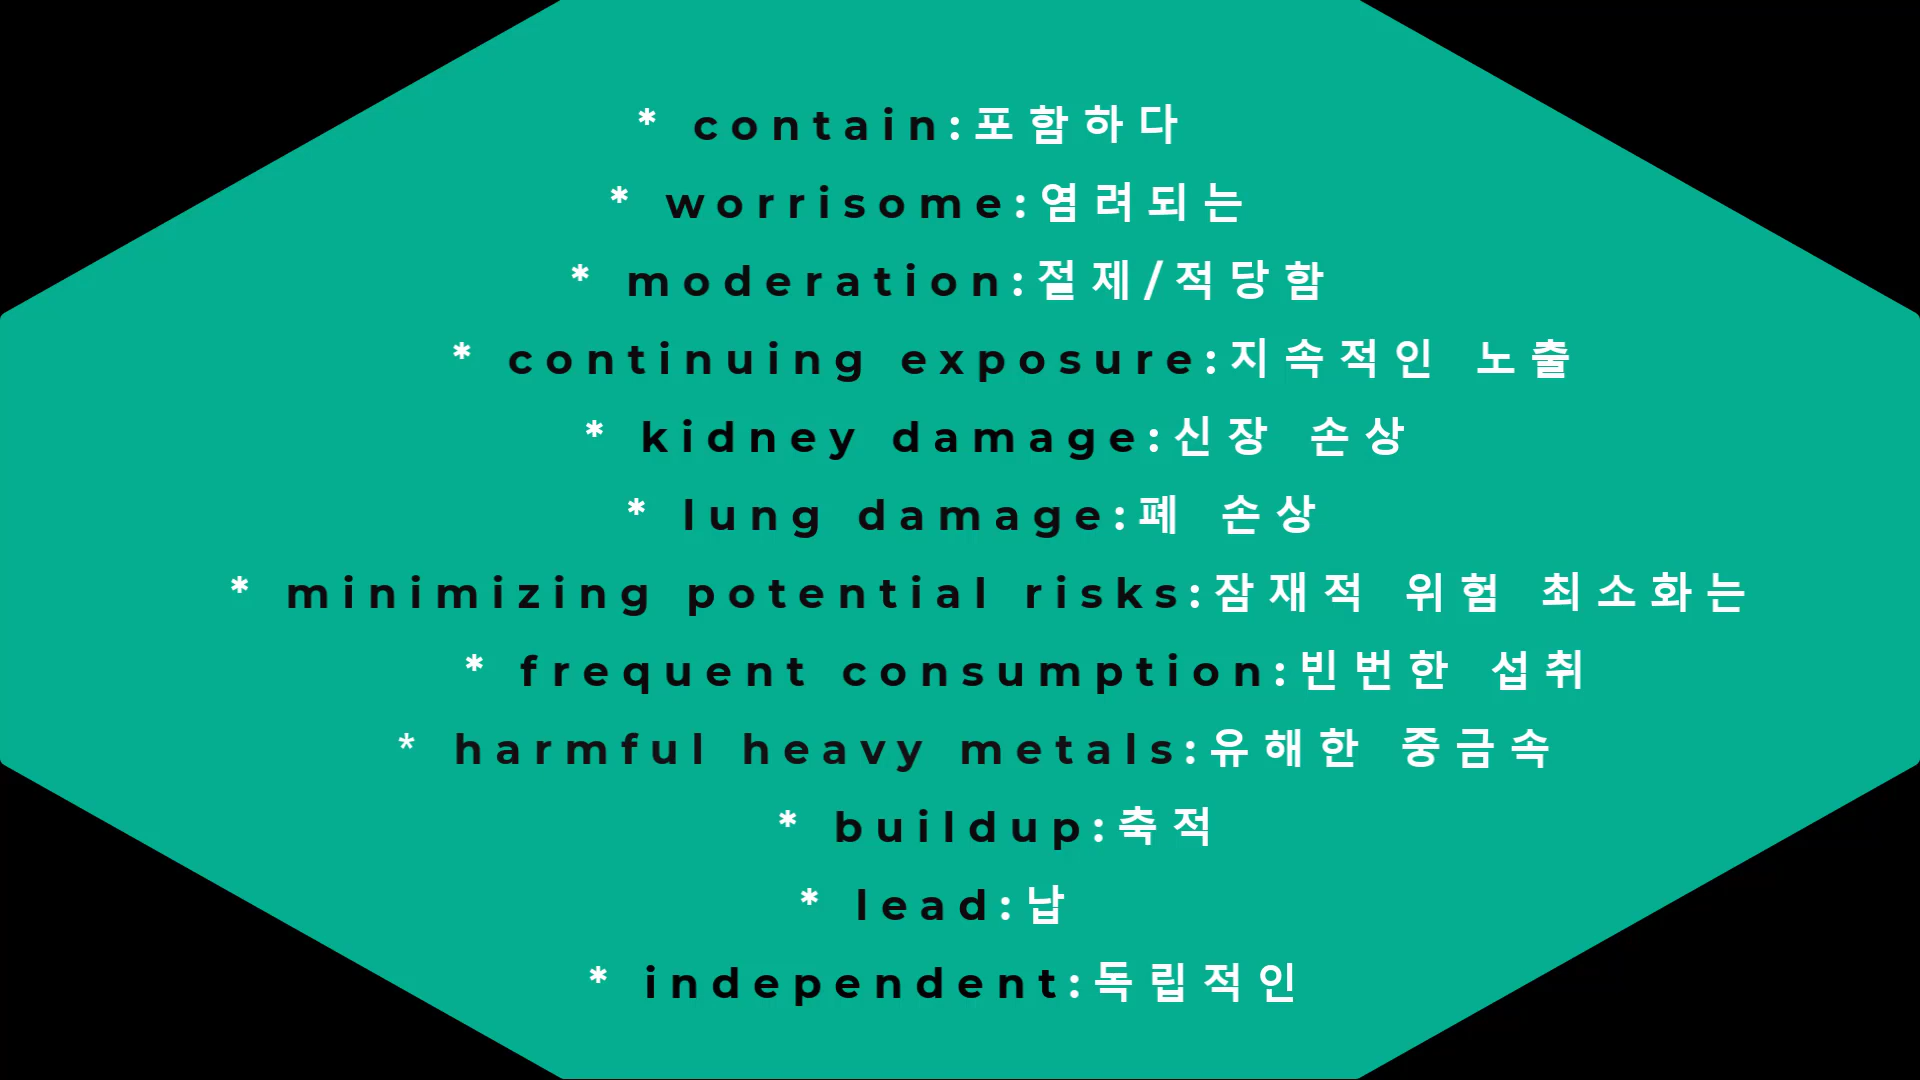 * contain:포함하다
* worrisome:염려되는
* moderation:절제/적당함
* continuing exposure:지속적인 노출
* kidney damage:신장 손상
* lung damage:폐 손상
* minimizing potential risks:잠재적 위험 최소화는
* frequent consumption:빈번한 섭취
* harmful heavy metals:유해한 중금속
* buildup:축적
* lead:납
* independent:독립적인